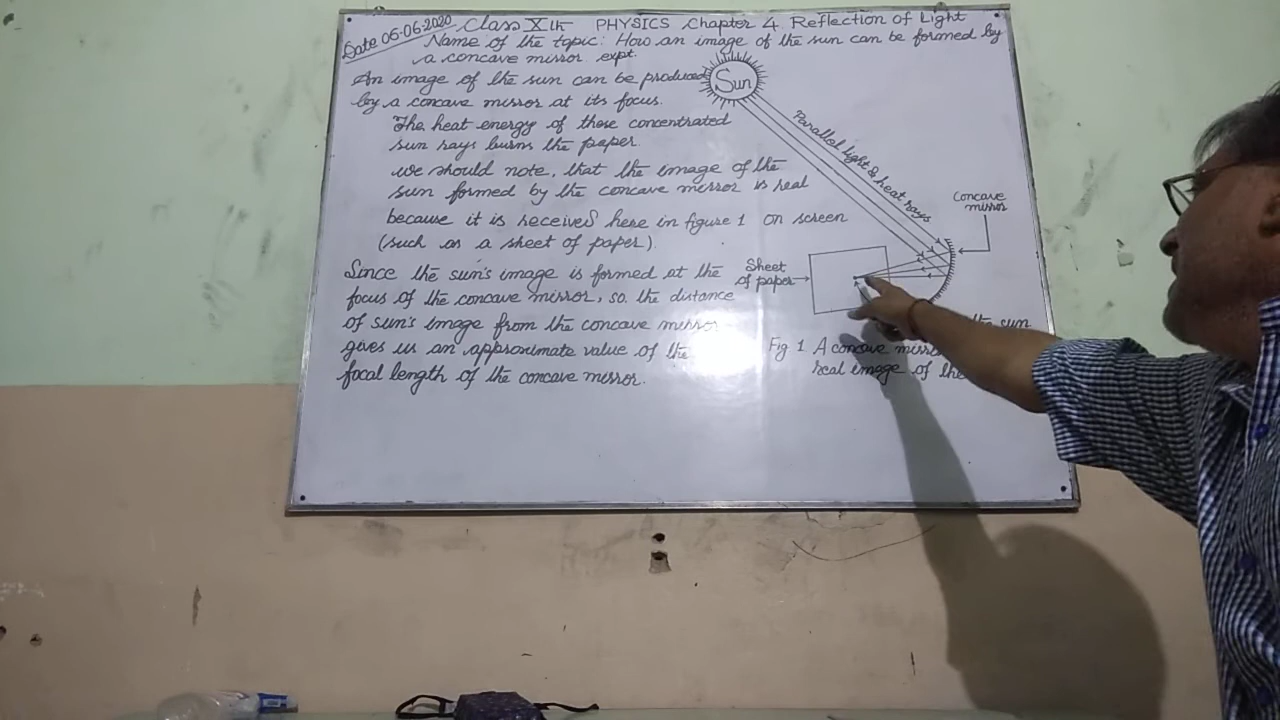 Date 06-06-2020 Class Xth PHYSICS Chapter 4 Reflection of Light
Name of the topic: How an image of the sun can be formed by
a concave mirror expt.
An image of the sun can be produced
by a concave mirror at its focus.
The heat energy of these concentrated
sun rays burns the paper.
we should note, that the image of the
sun formed by the concave mirror is real
because it is received here in figure 1 on screen
(such as a sheet of paper).
Since the sun's image is formed at the
focus of the concave mirror, so the distance
of sun's image from the concave mirror
gives us an approximate value of the
focal length of the concave mirror.
Sun
Parallel light & heat rays
Concave
mirror
Sheet
of paper
the sun
Fig 1 A concave mirro
real image of the